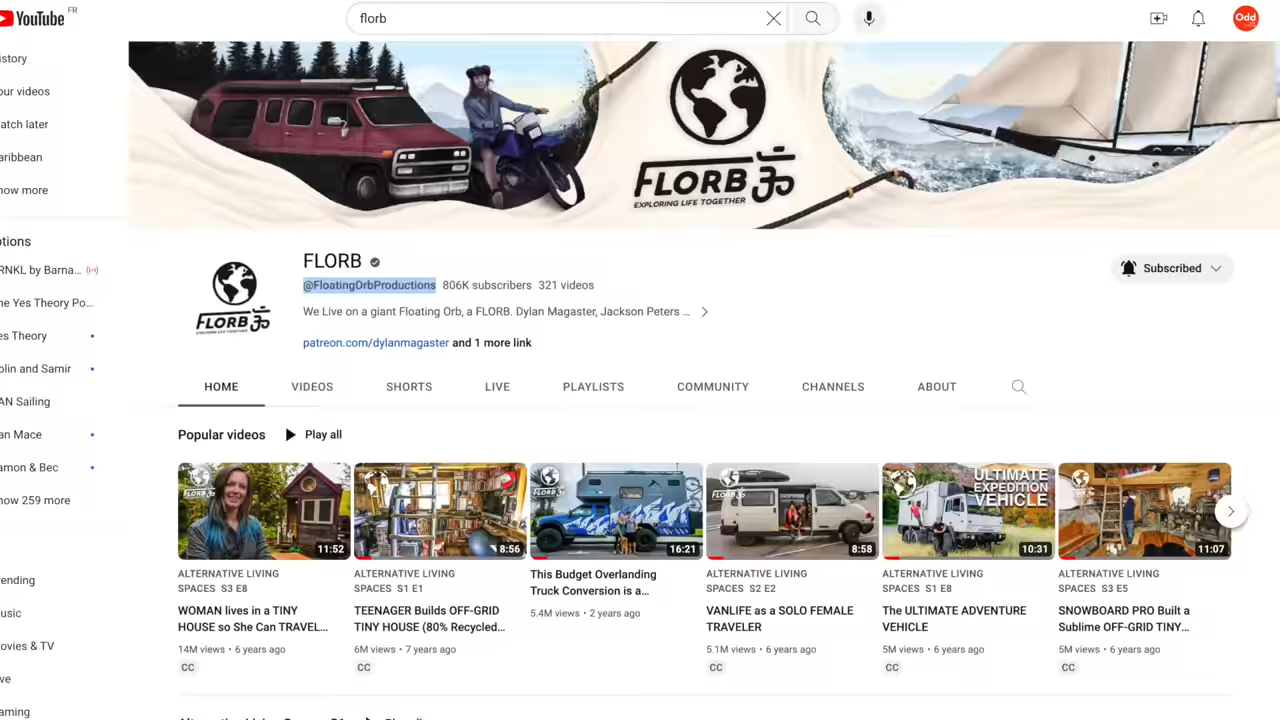 YouTube FR
florb
Odd
istory
our videos
atch later
aribbean
how more
FLORB
EXPLORING LIFE TOGETHER
ptions
RNKL by Barna...
ne Yes Theory Po...
es Theory
olin and Samir
AN Sailing
an Mace
amon & Bec
how 259 more
ending
usic
ovies & TV
ve
aming
FLORB
FLORB
@FloatingOrbProductions 806K subscribers 321 videos
We Live on a giant Floating Orb, a FLORB. Dylan Magaster, Jackson Peters ...
patreon.com/dylanmagaster and 1 more link
Subscribed
HOME VIDEOS SHORTS LIVE PLAYLISTS COMMUNITY CHANNELS ABOUT
Popular videos Play all
FLORB
11:52
8:56
FLORB
16:21
FLORB
8:58
ULTIMATE
EXPEDITION
VEHICLE
10:31
FLORB
11:07
ALTERNATIVE LIVING
SPACES S3 E8
WOMAN lives in a TINY
HOUSE so She Can TRAVEL...
14M views • 6 years ago
CC
ALTERNATIVE LIVING
SPACES S1 E1
TEENAGER Builds OFF-GRID
TINY HOUSE (80% Recycled...
6M views • 7 years ago
CC
This Budget Overlanding
Truck Conversion is a...
5.4M views • 2 years ago
ALTERNATIVE LIVING
SPACES S2 E2
VANLIFE as a SOLO FEMALE
TRAVELER
5.1M views • 6 years ago
CC
ALTERNATIVE LIVING
SPACES S1 E8
The ULTIMATE ADVENTURE
VEHICLE
5M views • 6 years ago
CC
ALTERNATIVE LIVING
SPACES S3 E5
SNOWBOARD PRO Built a
Sublime OFF-GRID TINY...
5M views • 6 years ago
CC